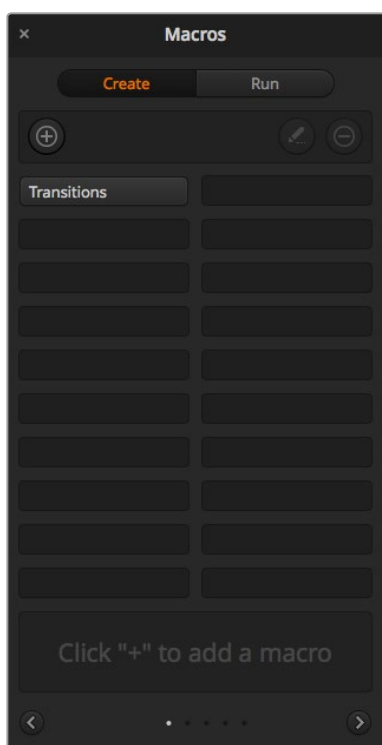 Macros
Create
Run
Transitions
Click "+" to add a macro